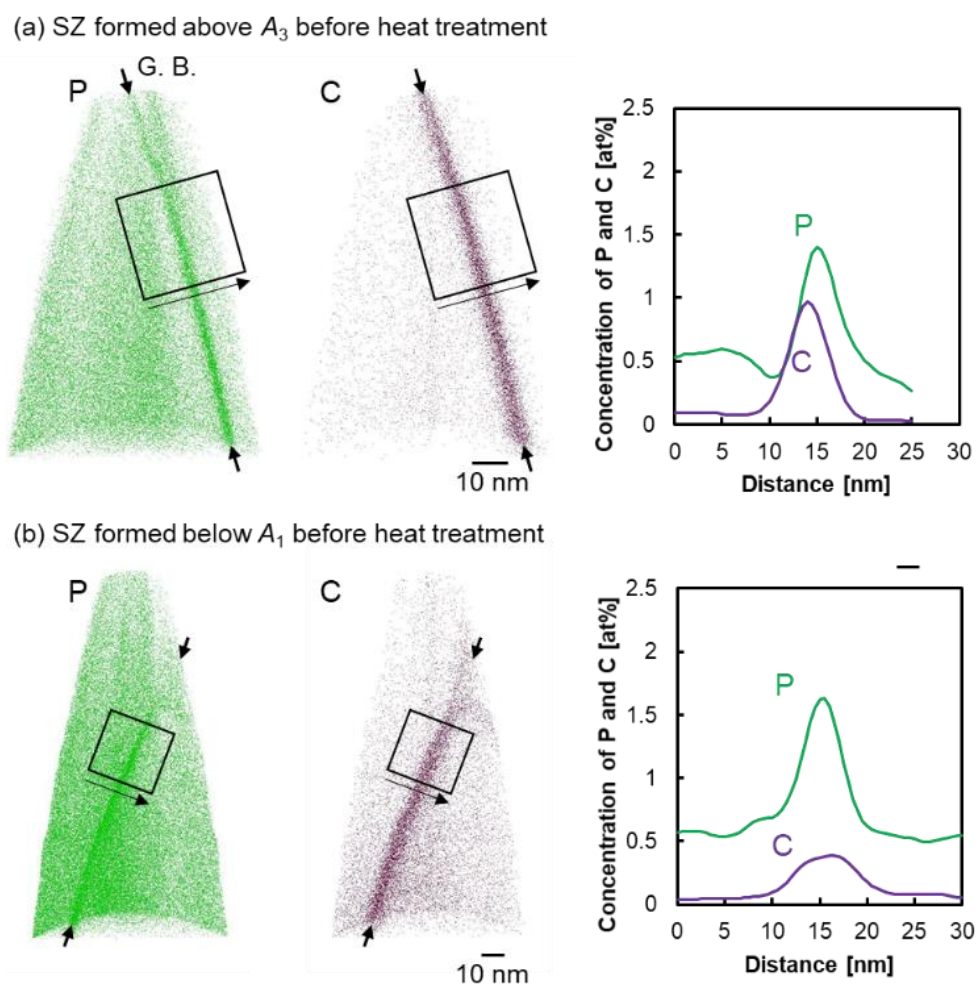 (a) SZ formed above A3 before heat treatment
G. B.
P
C
10 nm
2.5
2
1.5
1
0.5
0
P
C
0 5 10 15 20 25 30
Distance [nm]
Concentration of P and C [at%]
(b) SZ formed below A1 before heat treatment
P
C
10 nm
2.5
2
1.5
1
0.5
0
P
C
0 5 10 15 20 25 30
Distance [nm]
Concentration of P and C [at%]